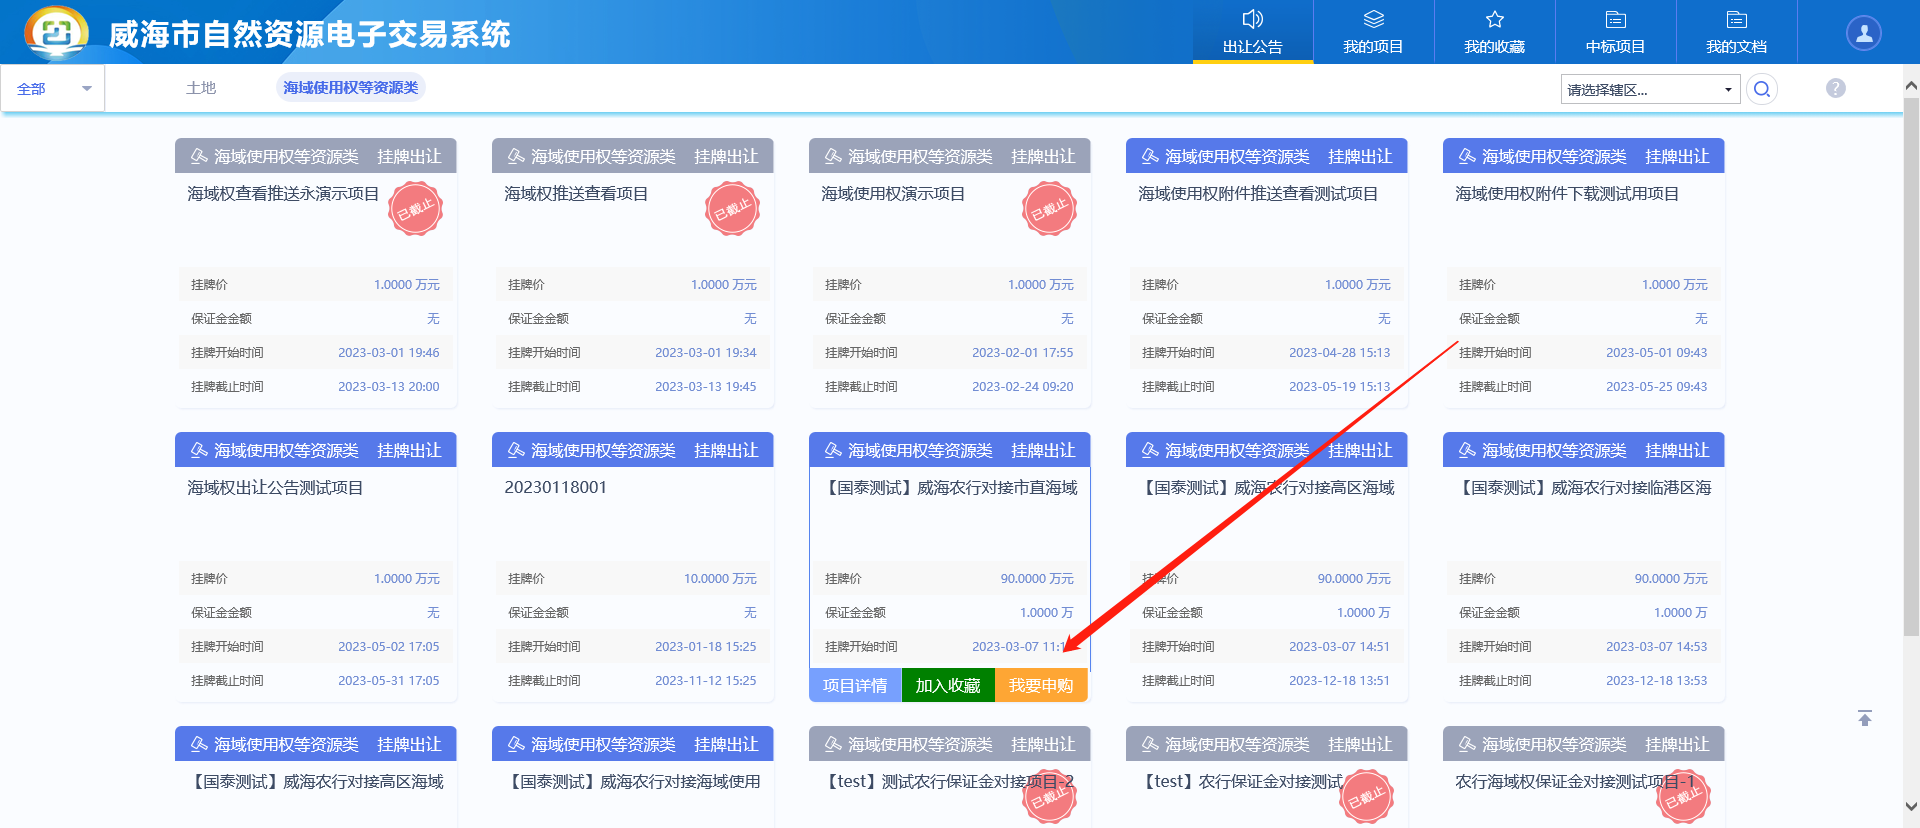 威海市自然资源电子交易系统
出让公告 我的项目 我的收藏 中标项目 我的文档
全部 土地 海域使用权等资源类 请选择辖区... ?
海域使用权等资源类 挂牌出让
海域权查看推送永演示项目
已截止
挂牌价 1.0000 万元
保证金金额 无
挂牌开始时间 2023-03-01 19:46
挂牌截止时间 2023-03-13 20:00
海域使用权等资源类 挂牌出让
海域权推送查看项目
已截止
挂牌价 1.0000 万元
保证金金额 无
挂牌开始时间 2023-03-01 19:34
挂牌截止时间 2023-03-13 19:45
海域使用权等资源类 挂牌出让
海域使用权演示项目
已截止
挂牌价 1.0000 万元
保证金金额 无
挂牌开始时间 2023-02-01 17:55
挂牌截止时间 2023-02-24 09:20
海域使用权等资源类 挂牌出让
海域使用权附件推送查看测试项目
挂牌价 1.0000 万元
保证金金额 无
挂牌开始时间 2023-04-28 15:13
挂牌截止时间 2023-05-19 15:13
海域使用权等资源类 挂牌出让
海域使用权附件下载测试用项目
挂牌价 1.0000 万元
保证金金额 无
挂牌开始时间 2023-05-01 09:43
挂牌截止时间 2023-05-25 09:43
海域使用权等资源类 挂牌出让
海域权出让公告测试项目
挂牌价 1.0000 万元
保证金金额 无
挂牌开始时间 2023-05-02 17:05
挂牌截止时间 2023-05-31 17:05
海域使用权等资源类 挂牌出让
20230118001
挂牌价 10.0000 万元
保证金金额 无
挂牌开始时间 2023-01-18 15:25
挂牌截止时间 2023-11-12 15:25
海域使用权等资源类 挂牌出让
【国泰测试】威海农行对接市直海域
挂牌价 90.0000 万元
保证金金额 1.0000 万
挂牌开始时间 2023-03-07
项目详情 加入收藏 我要申购
海域使用权等资源类 挂牌出让
【国泰测试】威海农行对接高区海域
挂牌价 90.0000 万元
保证金金额 1.0000 万
挂牌开始时间 2023-03-07 14:51
挂牌截止时间 2023-12-18 13:51
海域使用权等资源类 挂牌出让
【国泰测试】威海农行对接临港区海
挂牌价 90.0000 万元
保证金金额 1.0000 万
挂牌开始时间 2023-03-07 14:53
挂牌截止时间 2023-12-18 13:53
海域使用权等资源类 挂牌出让
【国泰测试】威海农行对接高区海域
海域使用权等资源类 挂牌出让
【国泰测试】威海农行对接海域使用
海域使用权等资源类 挂牌出让
【test】测试农行保证金对接项目-2
已截止
海域使用权等资源类 挂牌出让
【test】农行保证金对接测试
已截止
海域使用权等资源类 挂牌出让
农行海域权保证金对接测试项目-1
已截止